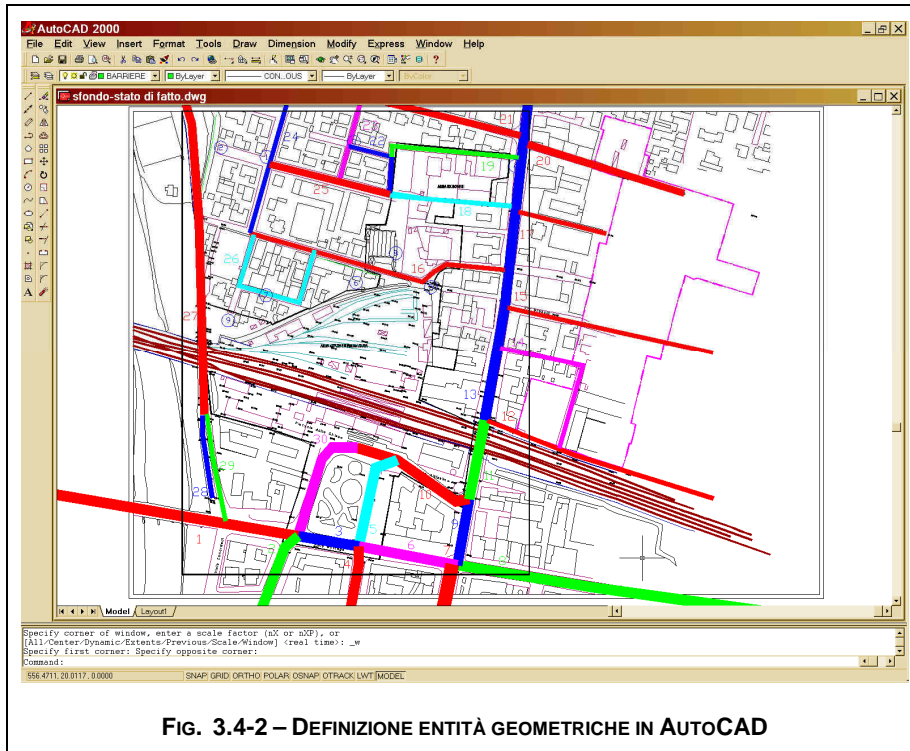 AutoCAD 2000
File Edit View Insert Format Tools Draw Dimension Modify Express Window Help
BARRIERE ByLayer CON...OUS ByLayer ByColor
sfondo-stato di fatto.dwg
21
24
22
20
19
25
18
17
26
16
27
15
14
13
12
30
29
10
28
9
3
5
6
1
4
7
8
Model Layout1
Specify corner of window, enter a scale factor (nX or nXP), or
[All/Center/Dynamic/Extents/Previous/Scale/Window] <real time>: _w
Specify first corner: Specify opposite corner:
Command:
556.4711, 20.0117, 0.0000 SNAP GRID ORTHO POLAR OSNAP OTRACK LWT MODEL
FIG. 3.4-2 – DEFINIZIONE ENTITÀ GEOMETRICHE IN AUTOCAD